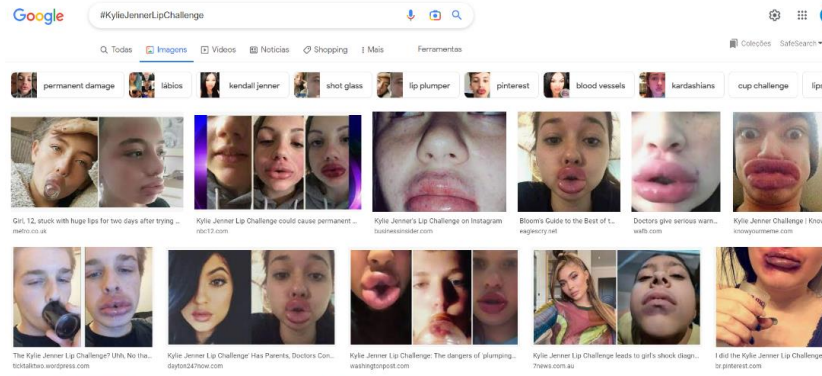 Google
#KylieJennerLipChallenge
Todas Imagens Vídeos Notícias Shopping Mais Ferramentas
Coleções SafeSearch
permanent damage lábios kendall jenner shot glass lip plumper pinterest blood vessels kardashians cup challenge lips
Girl, 12, stuck with huge lips for two days after trying ...
metro.co.uk
Kylie Jenner Lip Challenge could cause permanent ...
nbc12.com
Kylie Jenner's Lip Challenge on Instagram
businessinsider.com
Bloom's Guide to the Best of t...
eaglescry.net
Doctors give serious warn...
wafb.com
Kylie Jenner Challenge | Know
knowyourmeme.com
The Kylie Jenner Lip Challenge? Uhh, No tha...
ticktalktwo.wordpress.com
Kylie Jenner Lip Challenge' Has Parents, Doctors Con...
dayton247now.com
Kylie Jenner Lip Challenge: The dangers of 'plumping...
washingtonpost.com
Kylie Jenner Lip Challenge leads to girl's shock diagn...
7news.com.au
I did the Kylie Jenner Lip Challenge
br.pinterest.com